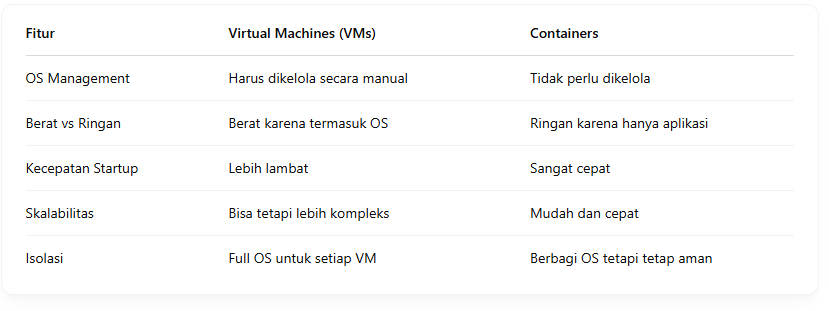 Fitur Virtual Machines (VMs) Containers
OS Management Harus dikelola secara manual Tidak perlu dikelola
Berat vs Ringan Berat karena termasuk OS Ringan karena hanya aplikasi
Kecepatan Startup Lebih lambat Sangat cepat
Skalabilitas Bisa tetapi lebih kompleks Mudah dan cepat
Isolasi Full OS untuk setiap VM Berbagi OS tetapi tetap aman